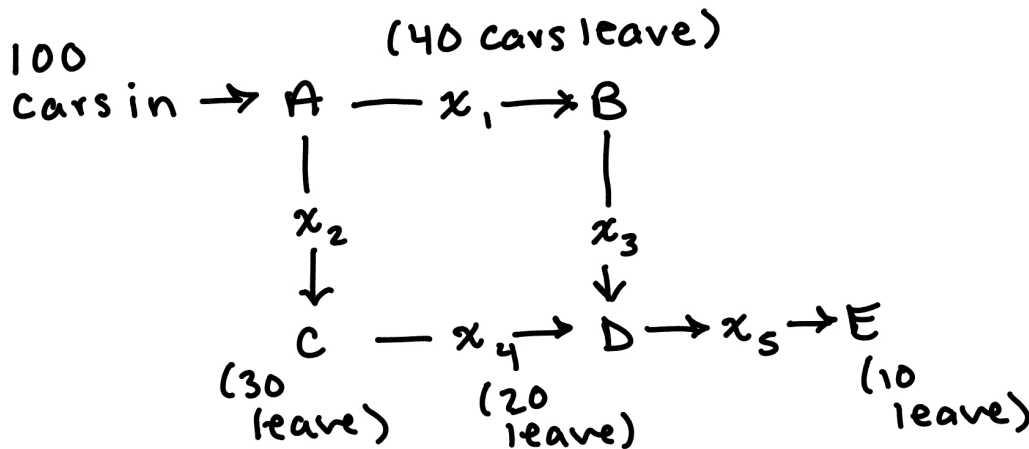 100
cars in → A — x₁ → B
(40 cars leave)
x₂
x₃
C — x₄ → D → x₅ → E
(30
leave)
(20
leave)
(10
leave)